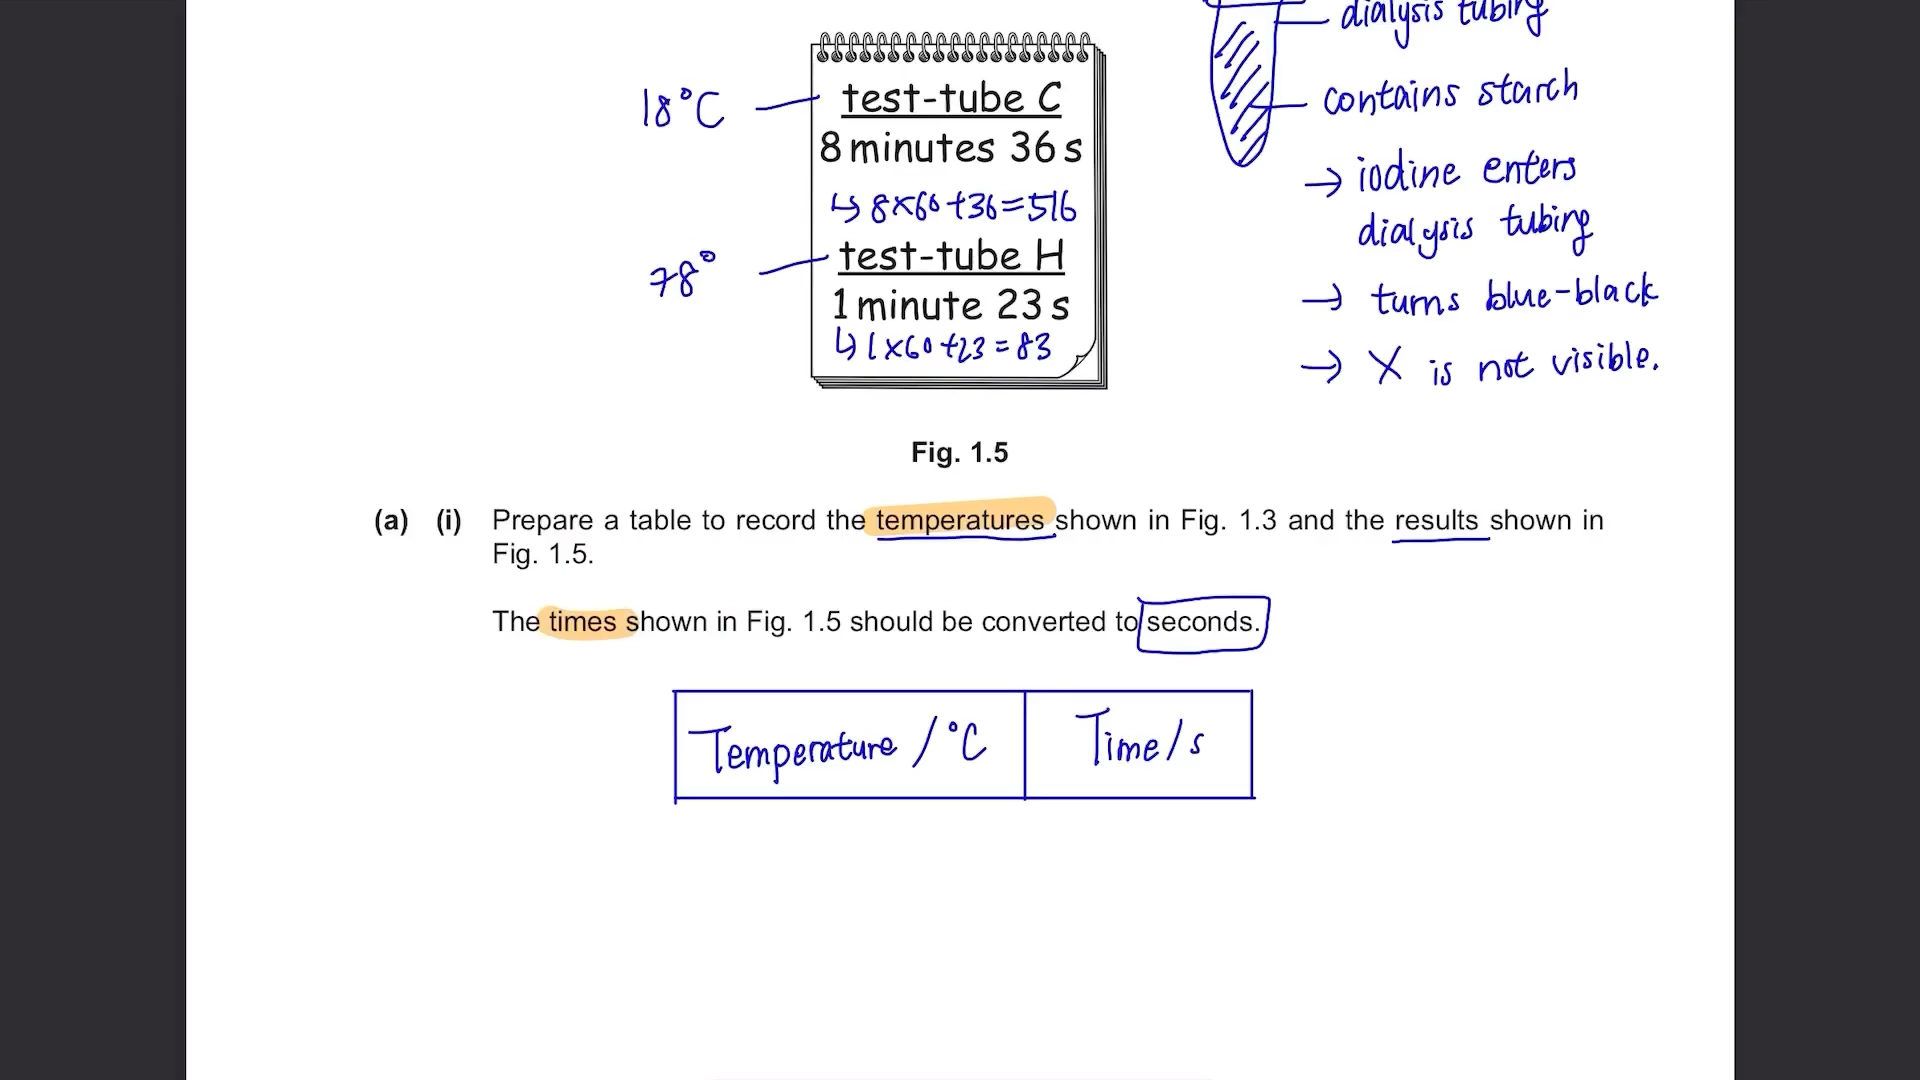 dialysis tubing
18°C
test-tube C
8 minutes 36 s
↳ 8×60+36=516
78°
test-tube H
1 minute 23 s
↳ 1×60+23=83
contains starch
→ iodine enters
dialysis tubing
→ turns blue-black
→ X is not visible.
Fig. 1.5
(a) (i) Prepare a table to record the temperatures shown in Fig. 1.3 and the results shown in
Fig. 1.5.
The times shown in Fig. 1.5 should be converted to seconds.
Temperature /°C
Time/s